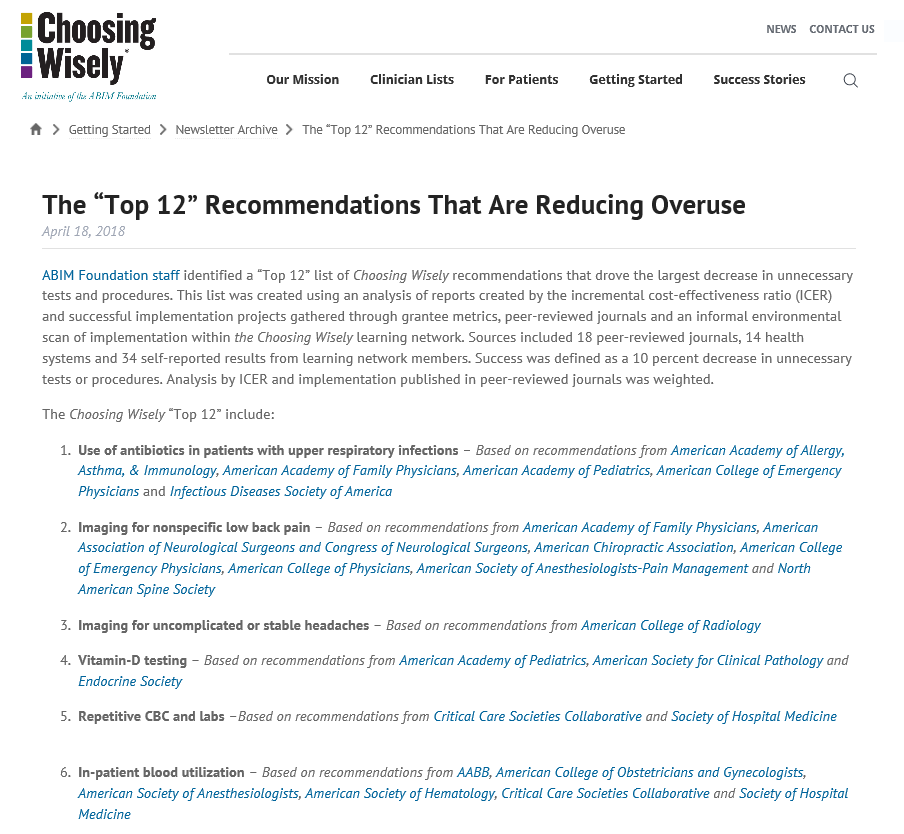 Choosing
Wisely®
An initiative of the ABIM Foundation
NEWS CONTACT US
Our Mission Clinician Lists For Patients Getting Started Success Stories
Getting Started Newsletter Archive The “Top 12” Recommendations That Are Reducing Overuse
The “Top 12” Recommendations That Are Reducing Overuse
April 18, 2018
ABIM Foundation staff identified a “Top 12” list of Choosing Wisely recommendations that drove the largest decrease in unnecessary
tests and procedures. This list was created using an analysis of reports created by the incremental cost-effectiveness ratio (ICER)
and successful implementation projects gathered through grantee metrics, peer-reviewed journals and an informal environmental
scan of implementation within the Choosing Wisely learning network. Sources included 18 peer-reviewed journals, 14 health
systems and 34 self-reported results from learning network members. Success was defined as a 10 percent decrease in unnecessary
tests or procedures. Analysis by ICER and implementation published in peer-reviewed journals was weighted.
The Choosing Wisely “Top 12” include:
1. Use of antibiotics in patients with upper respiratory infections – Based on recommendations from American Academy of Allergy,
Asthma, & Immunology, American Academy of Family Physicians, American Academy of Pediatrics, American College of Emergency
Physicians and Infectious Diseases Society of America
2. Imaging for nonspecific low back pain – Based on recommendations from American Academy of Family Physicians, American
Association of Neurological Surgeons and Congress of Neurological Surgeons, American Chiropractic Association, American College
of Emergency Physicians, American College of Physicians, American Society of Anesthesiologists-Pain Management and North
American Spine Society
3. Imaging for uncomplicated or stable headaches – Based on recommendations from American College of Radiology
4. Vitamin-D testing – Based on recommendations from American Academy of Pediatrics, American Society for Clinical Pathology and
Endocrine Society
5. Repetitive CBC and labs –Based on recommendations from Critical Care Societies Collaborative and Society of Hospital Medicine
6. In-patient blood utilization – Based on recommendations from AABB, American College of Obstetricians and Gynecologists,
American Society of Anesthesiologists, American Society of Hematology, Critical Care Societies Collaborative and Society of Hospital
Medicine